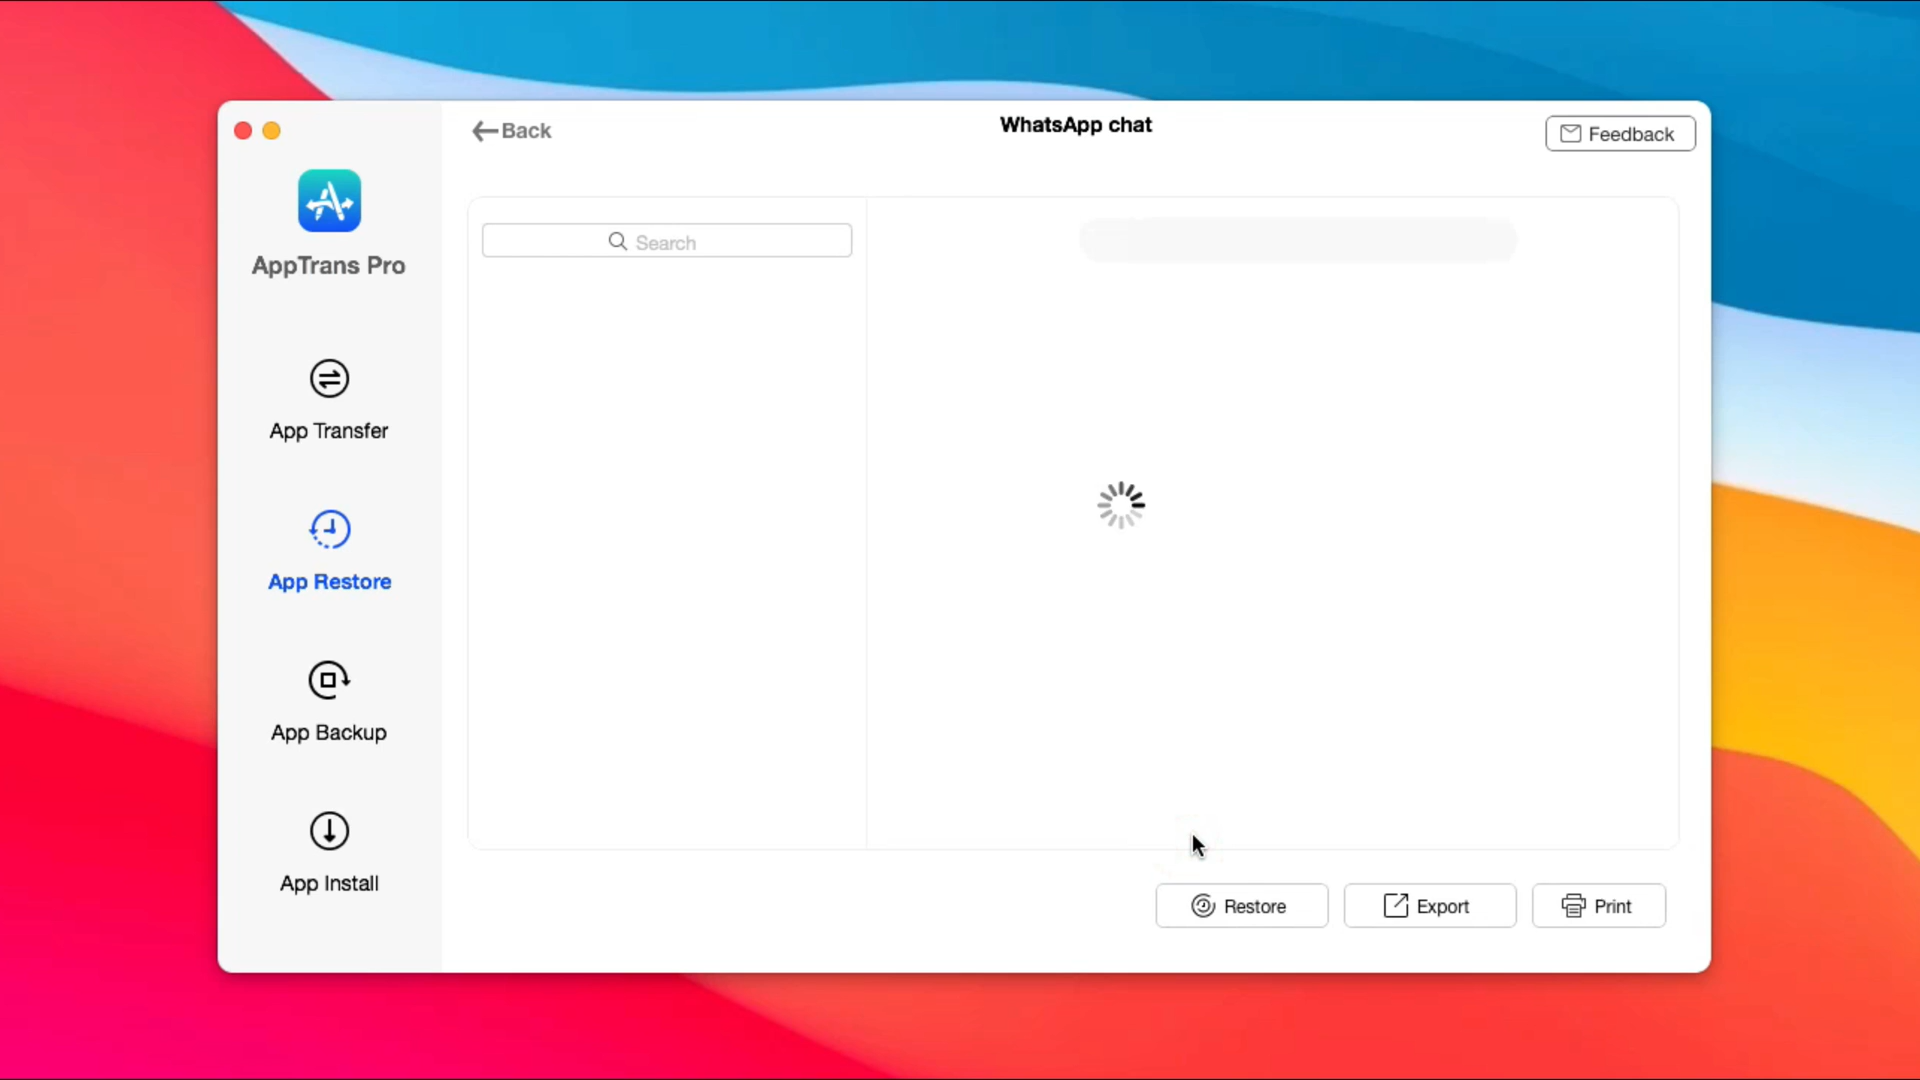 Back
WhatsApp chat
Feedback
AppTrans Pro
Search
App Transfer
App Restore
App Backup
App Install
Restore
Export
Print